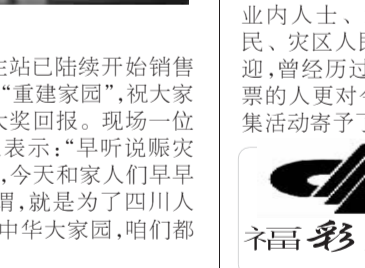 主站已陆续开始销售
“重建家园”,祝大家
大奖回报。现场一位
表示:“早听说赈灾
,今天和家人们早早
谓,就是为了四川人
中华大家园,咱们都
业内人士、
民、灾区人民
迎,曾经历过
票的人更对今
集活动寄予了
福彩